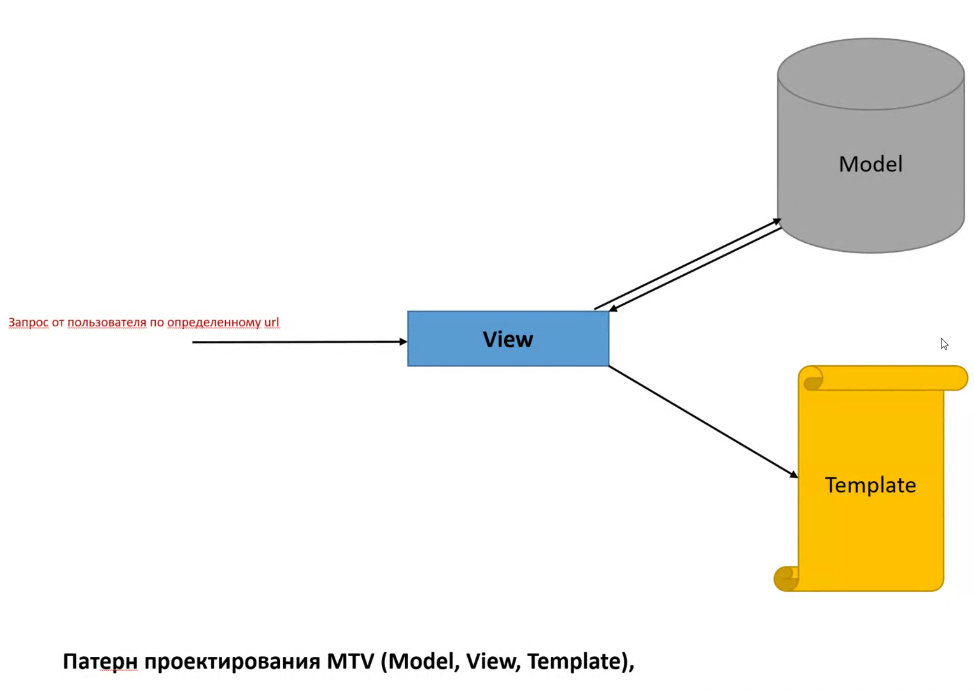 Model
Запрос от пользователя по определенному url
View
Template
Патерн проектирования MTV (Model, View, Template),